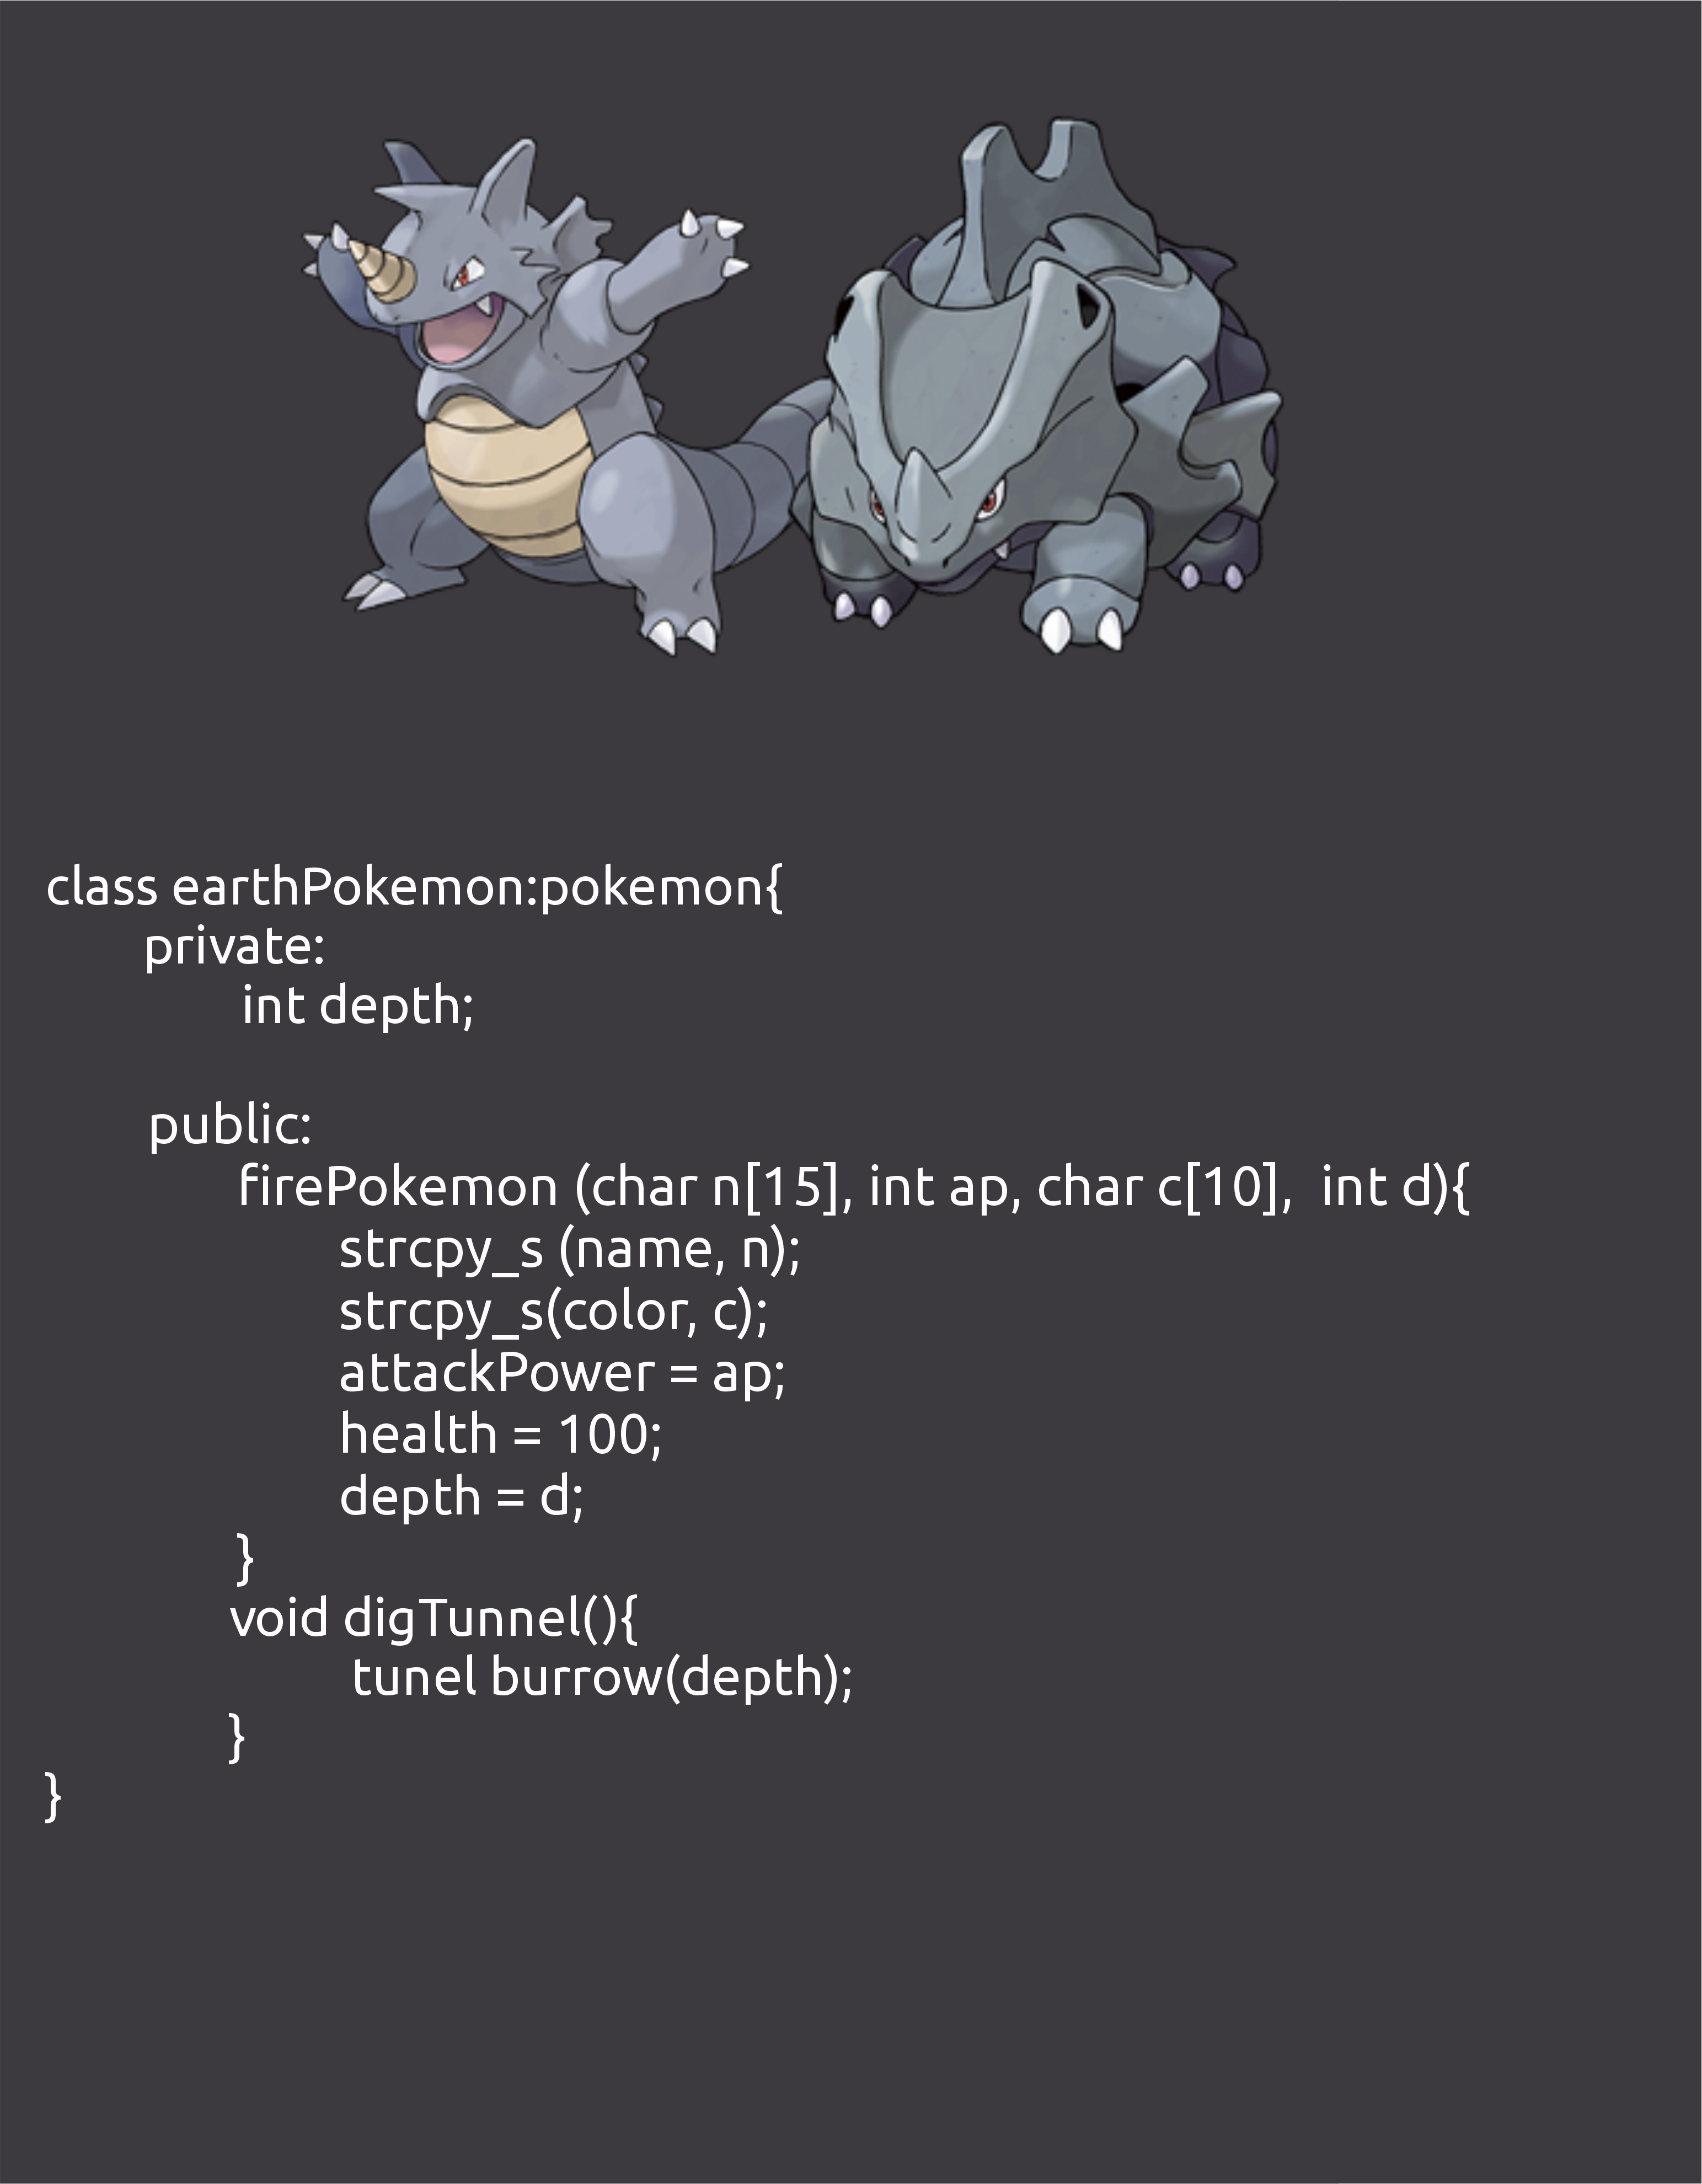 class earthPokemon:pokemon{
private:
int depth;
public:
firePokemon (char n[15], int ap, char c[10],  int d){
strcpy_s (name, n);
strcpy_s(color, c);
attackPower = ap;
health = 100;
depth = d;
}
void digTunnel(){
tunel burrow(depth);
}
}